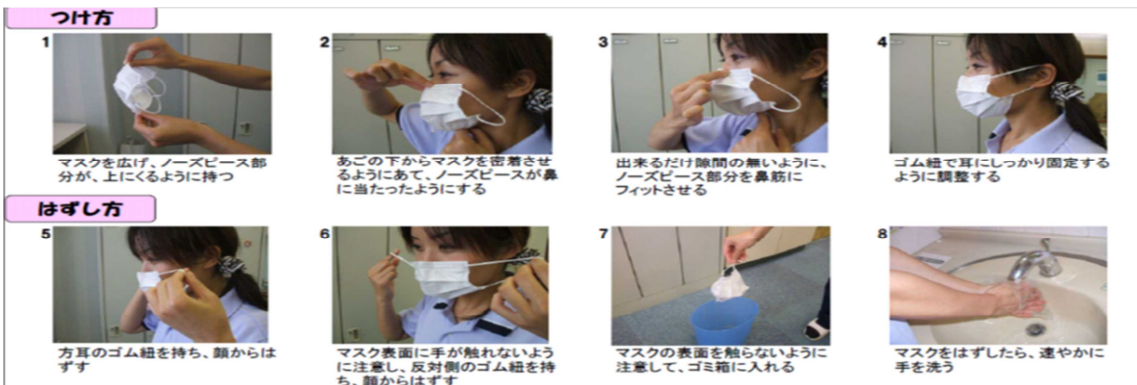 つけ方
1
マスクを広げ、ノーズピース部
分が、上にくるように持つ
2
あごの下からマスクを密着させ
るようにあて、ノーズピースが鼻
に当たったようにする
3
出来るだけ隙間の無いように、
ノーズピース部分を鼻筋に
フィットさせる
4
ゴム紐で耳にしっかり固定する
ように調整する
はずし方
5
方耳のゴム紐を持ち、顔からは
ずす
6
マスク表面に手が触れないよう
に注意し、反対側のゴム紐を持
ち、顔からはずす
7
マスクの表面を触らないように
注意して、ゴミ箱に入れる
8
マスクをはずしたら、速やかに
手を洗う